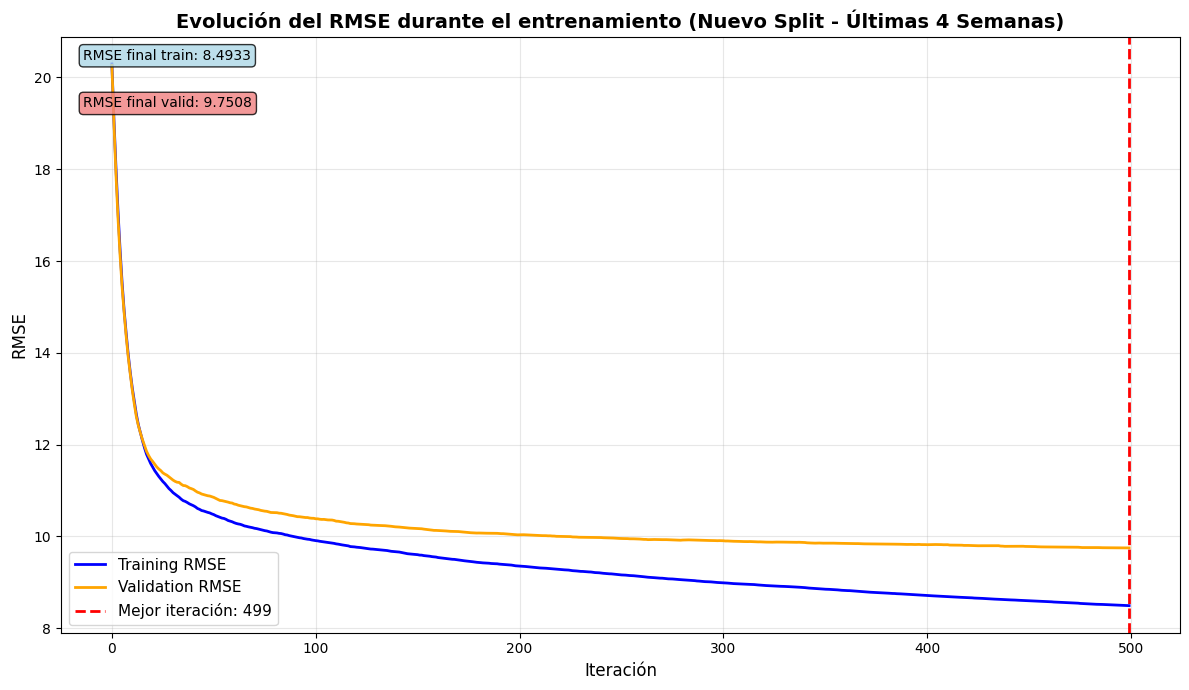 Evolución del RMSE durante el entrenamiento (Nuevo Split - Últimas 4 Semanas)
RMSE final train: 8.4933
RMSE final valid: 9.7508
20
18
16
14
12
10
8
RMSE
Training RMSE
Validation RMSE
Mejor iteración: 499
0
100
200
300
400
500
Iteración